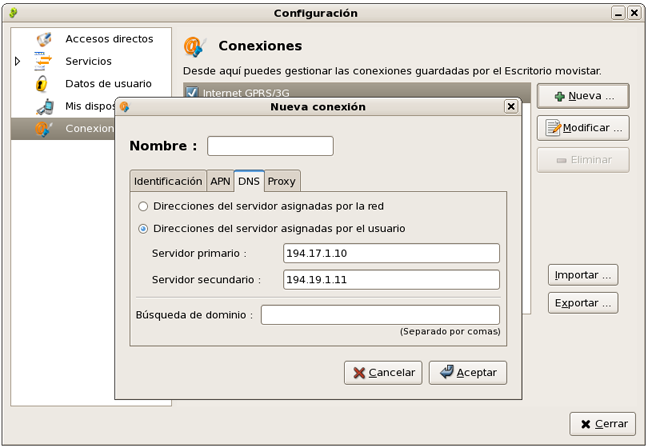 Configuración
Accesos directos
Servicios
Datos de usuario
Mis dispo
Conexion
Conexiones
Desde aquí puedes gestionar las conexiones guardadas por el Escritorio movistar.
Internet GPRS/3G
Nueva ...
Modificar ...
Eliminar
Importar ...
Exportar ...
Cerrar
Nueva conexión
Nombre :
Identificación APN DNS Proxy
Direcciones del servidor asignadas por la red
Direcciones del servidor asignadas por el usuario
Servidor primario : 194.17.1.10
Servidor secundario : 194.19.1.11
Búsqueda de dominio :
(Separado por comas)
Cancelar Aceptar